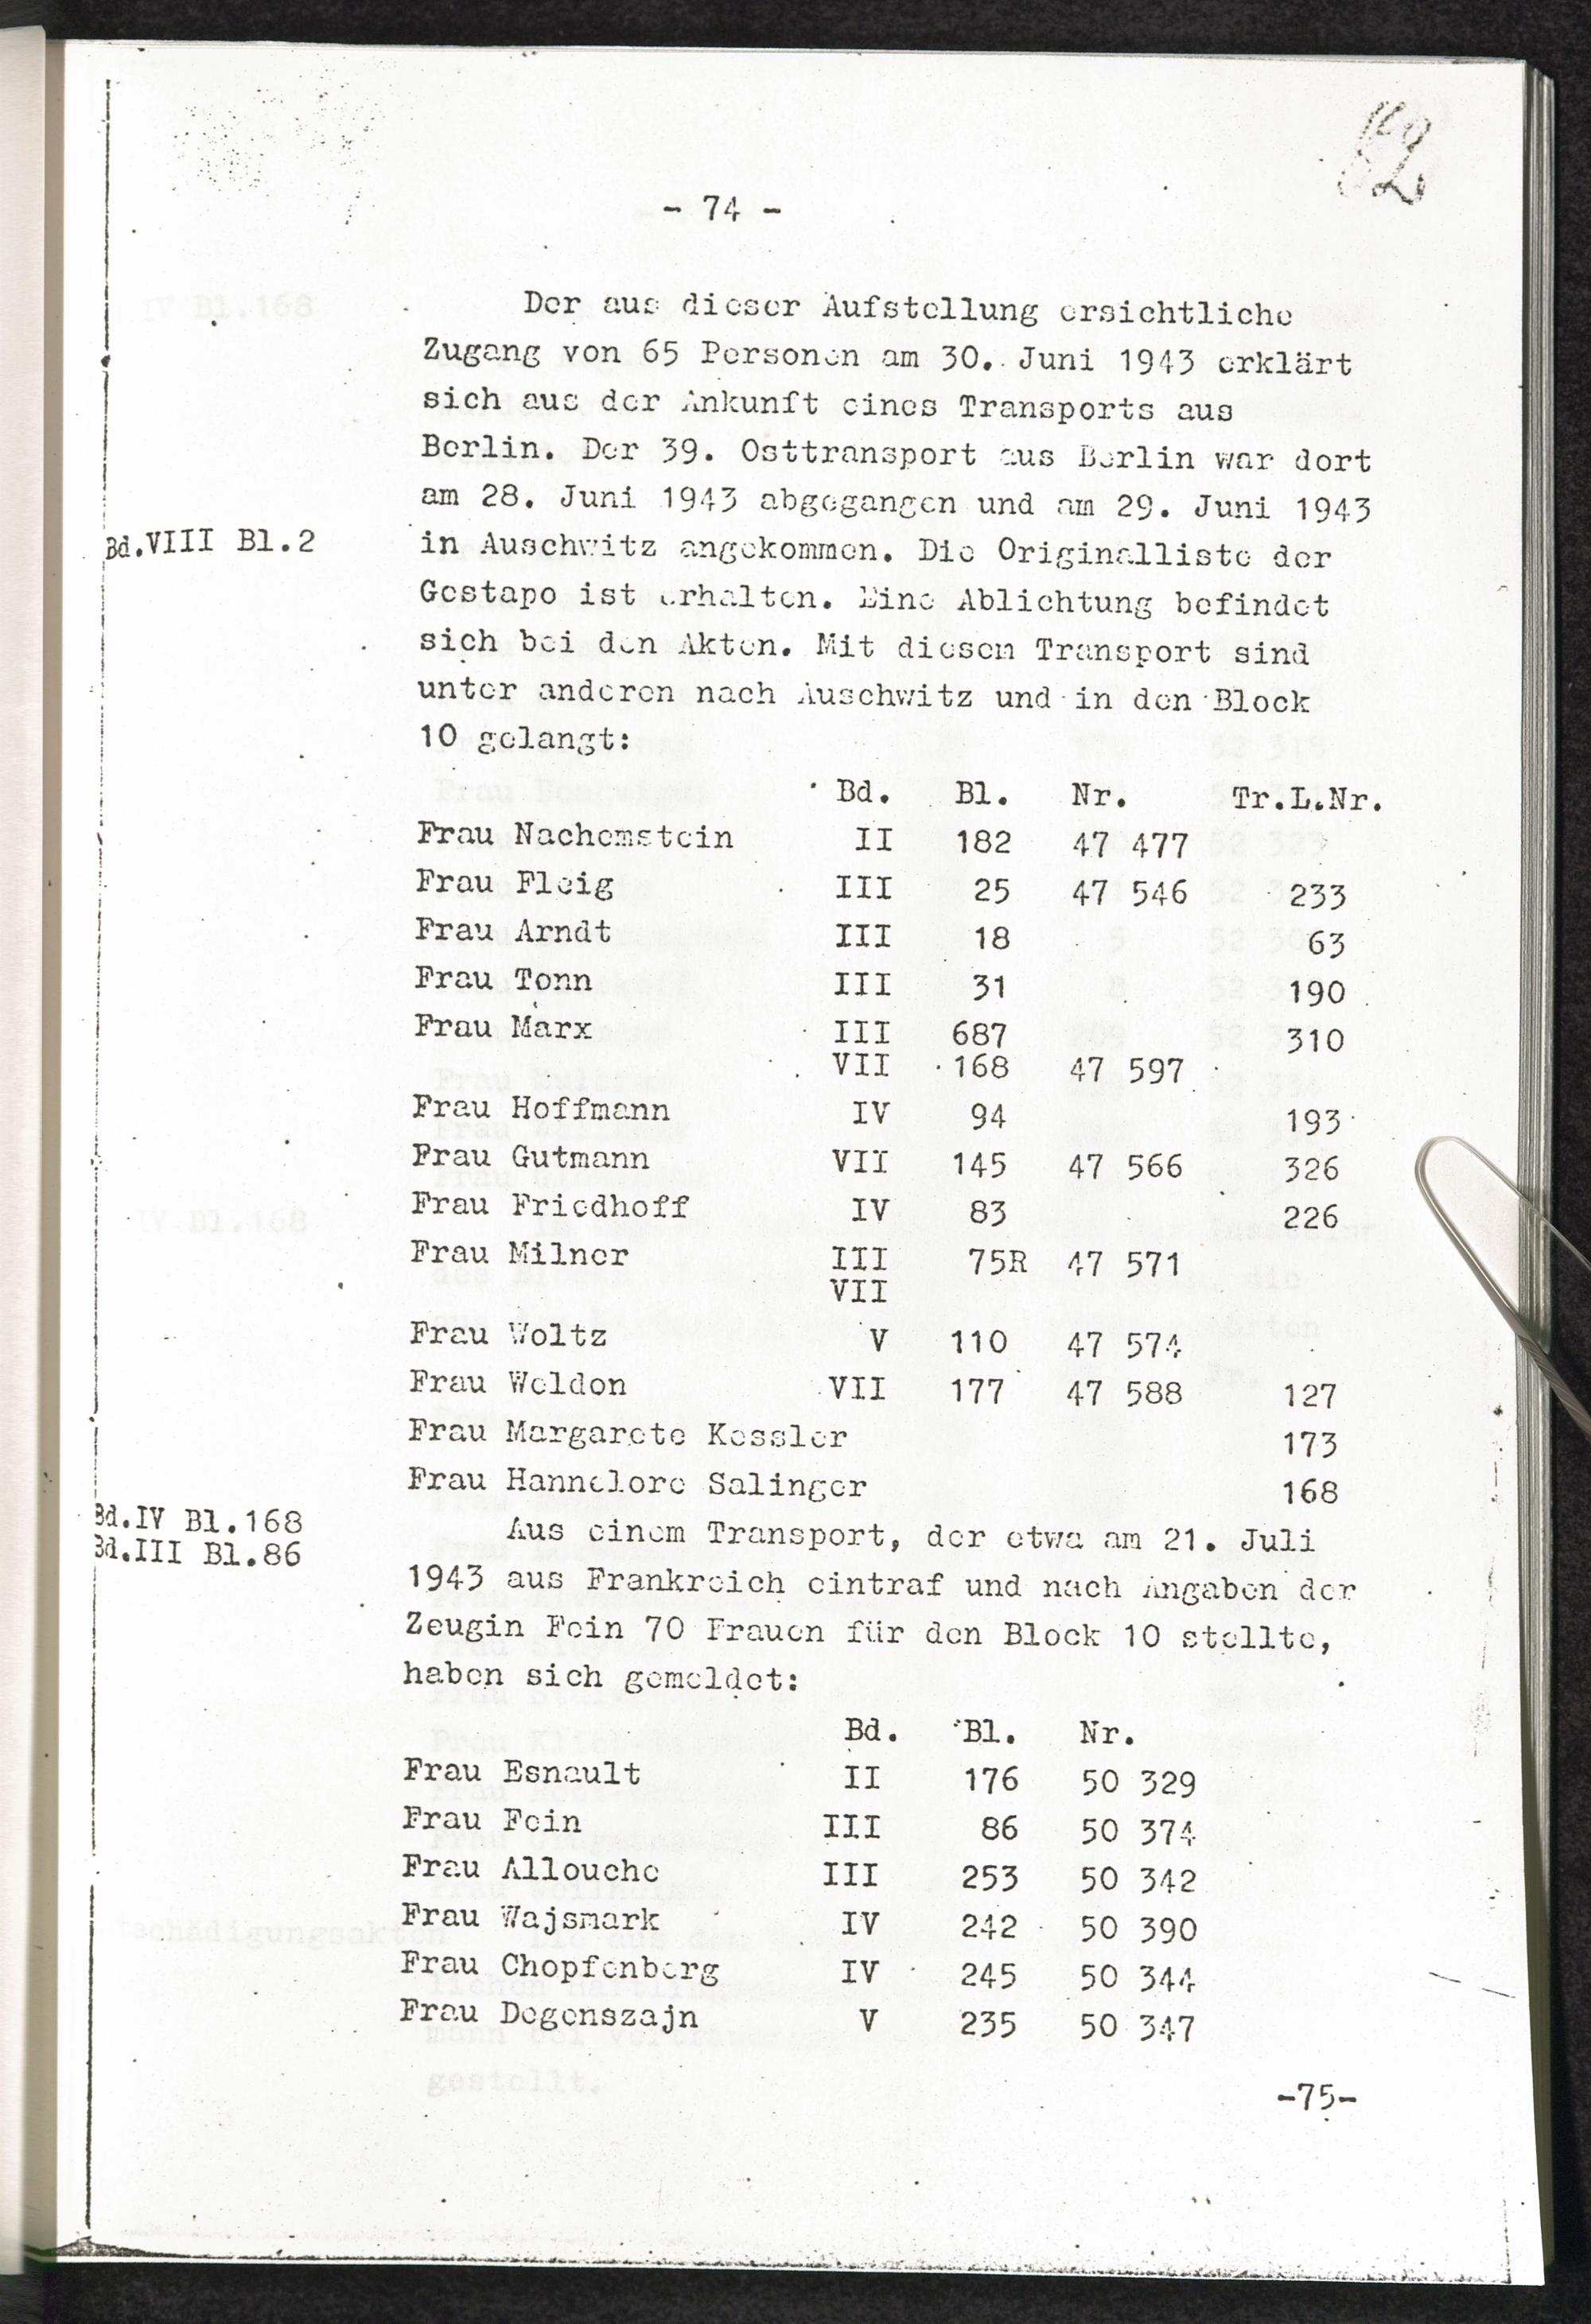 - 74 -
Der aus dieser Aufstellung ersichtliche
Zugang von 65 Personen am 30. Juni 1943 erklärt
sich aus der Ankunft eines Transports aus
Berlin. Der 39. Osttransport aus Berlin war dort
am 28. Juni 1943 abgegangen und am 29. Juni 1943
Bd.VIII Bl.2 in Auschwitz angekommen. Die Originalliste der
Gestapo ist erhalten. Eine Ablichtung befindet
sich bei den Akten. Mit diesem Transport sind
unter anderen nach Auschwitz und in den Block
10 gelangt:
Bd. Bl. Nr. Tr.L.Nr.
Frau Nachemstein II 182 47 477
Frau Fleig III 25 47 546 233
Frau Arndt III 18 63
Frau Tonn III 31 190
Frau Marx III 687 310
VII 168 47 597
Frau Hoffmann IV 94 193
Frau Gutmann VII 145 47 566 326
Frau Friedhoff IV 83 226
Frau Milner III 75R 47 571
VII
Frau Woltz V 110 47 574
Frau Weldon VII 177 47 588 127
Frau Margarete Kessler 173
Frau Hannelore Salinger 168
Bd.IV Bl.168 Aus einem Transport, der etwa am 21. Juli
Bd.III Bl.86 1943 aus Frankreich eintraf und nach Angaben der
Zeugin Fein 70 Frauen für den Block 10 stellte,
haben sich gemeldet:
Bd. Bl. Nr.
Frau Esnault II 176 50 329
Frau Fein III 86 50 374
Frau Allouche III 253 50 342
Frau Wajsmark IV 242 50 390
Frau Chopfenberg IV 245 50 344
Frau Degenszajn V 235 50 347
-75-